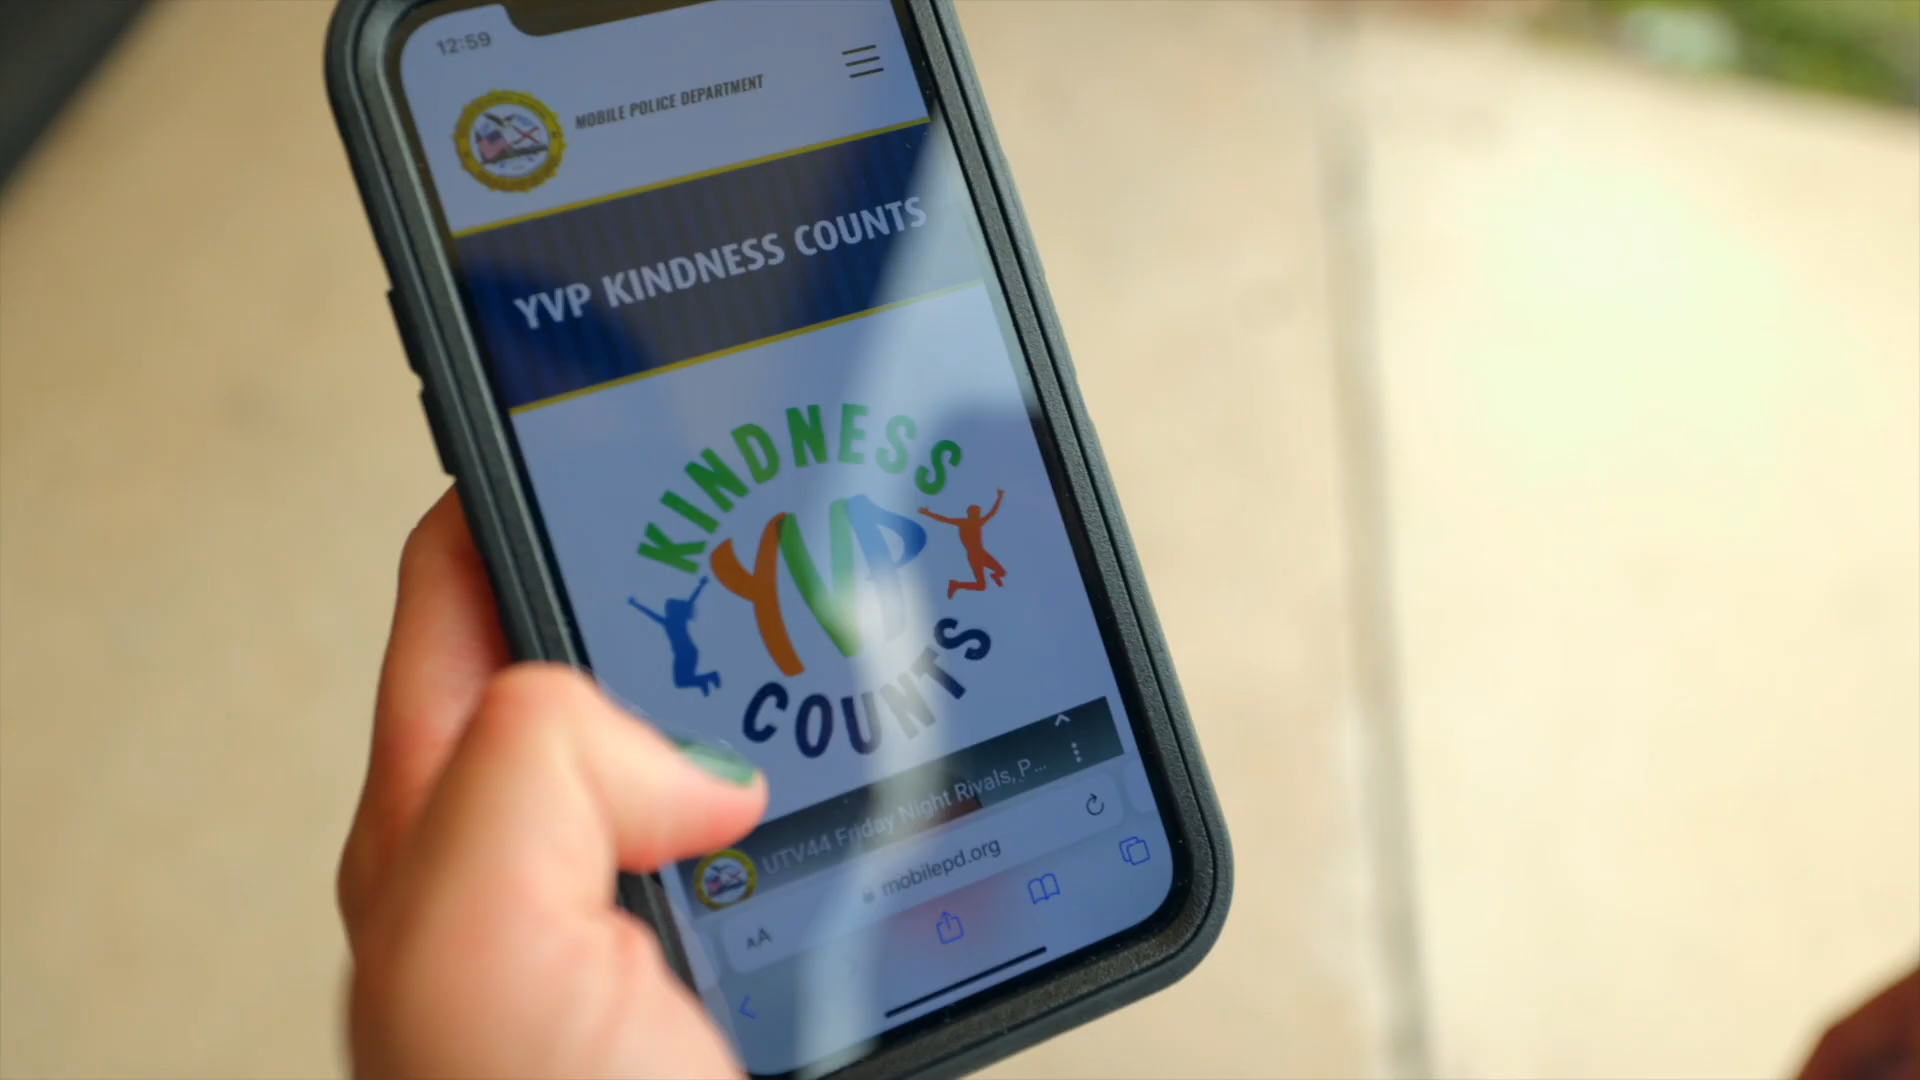 12:59
MOBILE POLICE DEPARTMENT
YVP KINDNESS COUNTS
KINDNESS
YVP
COUNTS
UTV44 Friday Night Rivals, P...
AA
mobilepd.org